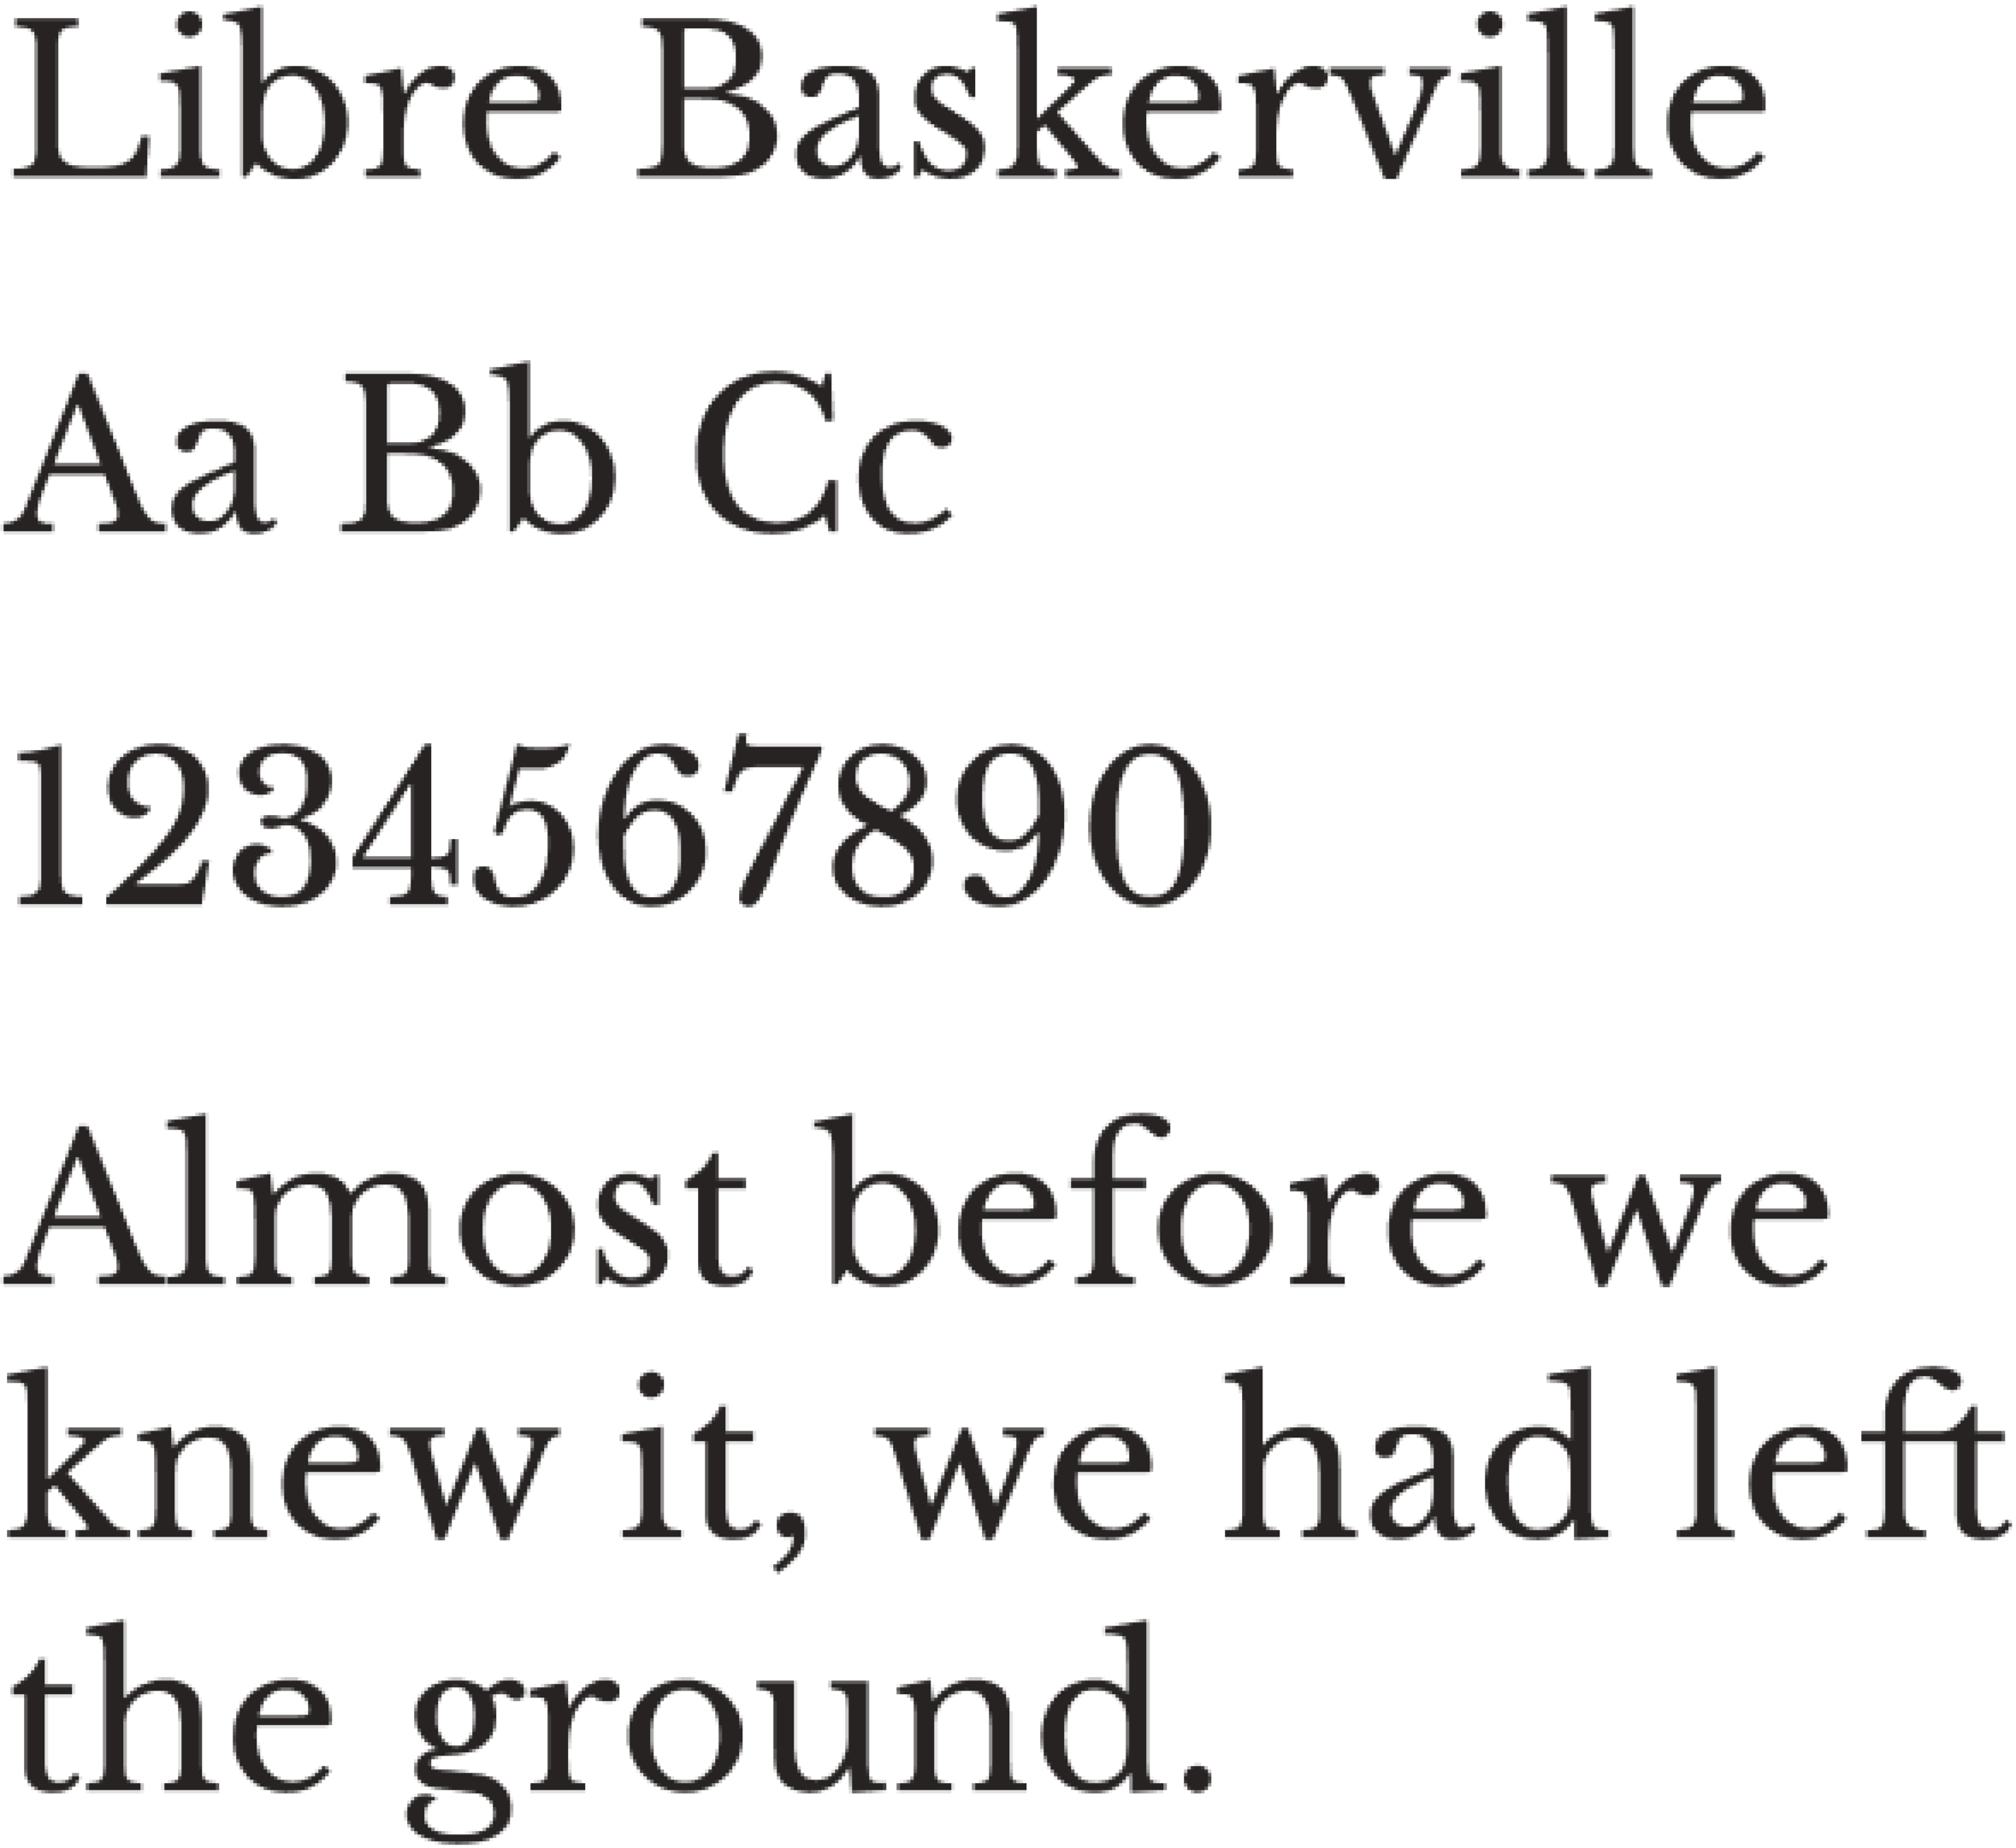 Libre Baskerville
Aa Bb Cc
1234567890
Almost before we
knew it, we had left
the ground.